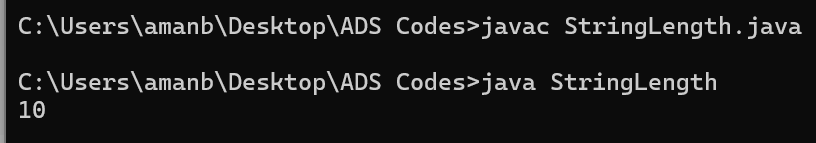 C:\Users\amanb\Desktop\ADS Codes>javac StringLength.java
C:\Users\amanb\Desktop\ADS Codes>java StringLength
10